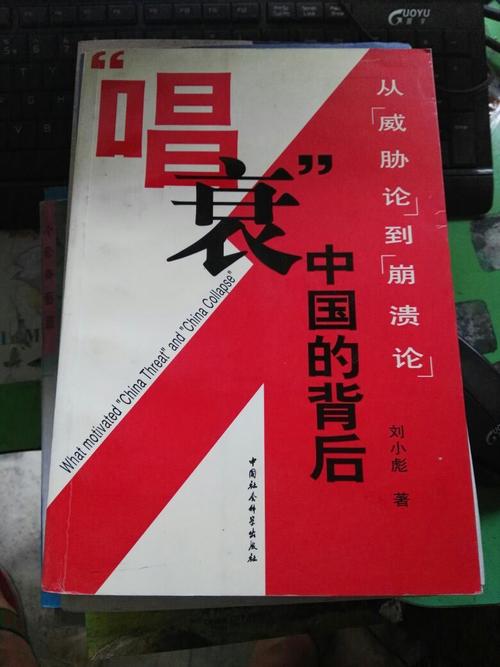 GUOYU
“唱衰”
中国的背后
从「威胁论」到「崩溃论」
What motivated "China Threat" and "China Collapse"
刘小彪 著
中国社会科学出版社